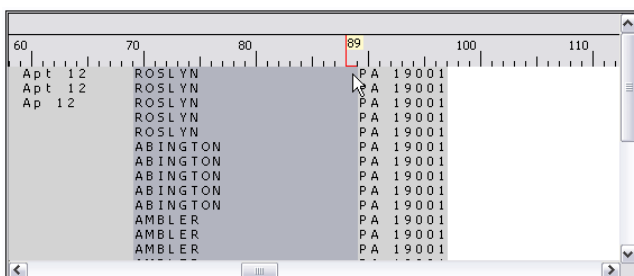 60 70 80 89 100 110
Apt 12 ROSLYN PA 19001
Apt 12 ROSLYN PA 19001
Ap 12 ROSLYN PA 19001
ROSLYN PA 19001
ROSLYN PA 19001
ABINGTON PA 19001
ABINGTON PA 19001
ABINGTON PA 19001
ABINGTON PA 19001
ABINGTON PA 19001
AMBLER PA 19001
AMBLER PA 19001
AMBLER PA 19001